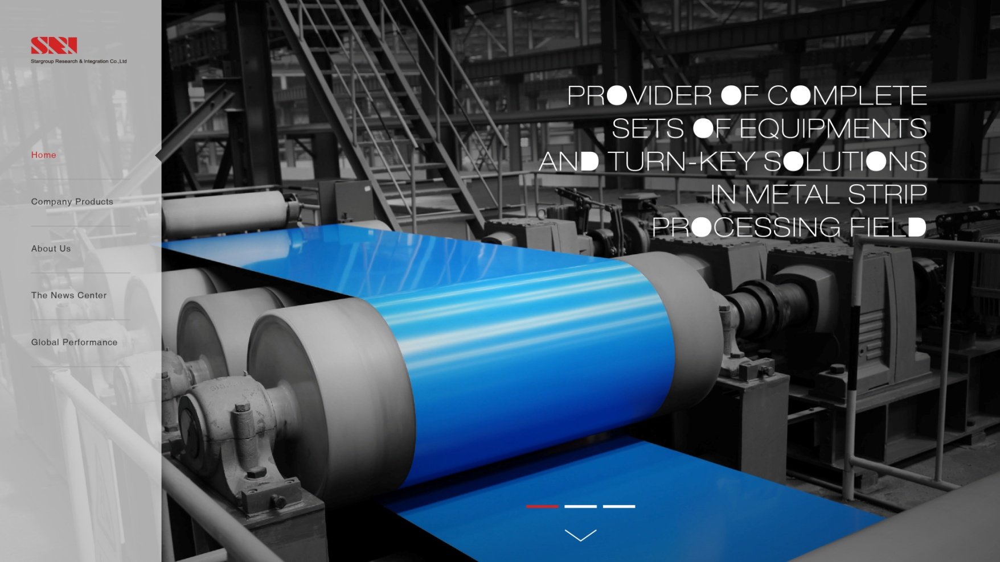 SRI
Stargroup Research & Integration Co.,Ltd
Home
Company Products
About Us
The News Center
Global Performance
PROVIDER OF COMPLETE
SETS OF EQUIPMENTS
AND TURN-KEY SOLUTIONS
IN METAL STRIP
PROCESSING FIELD